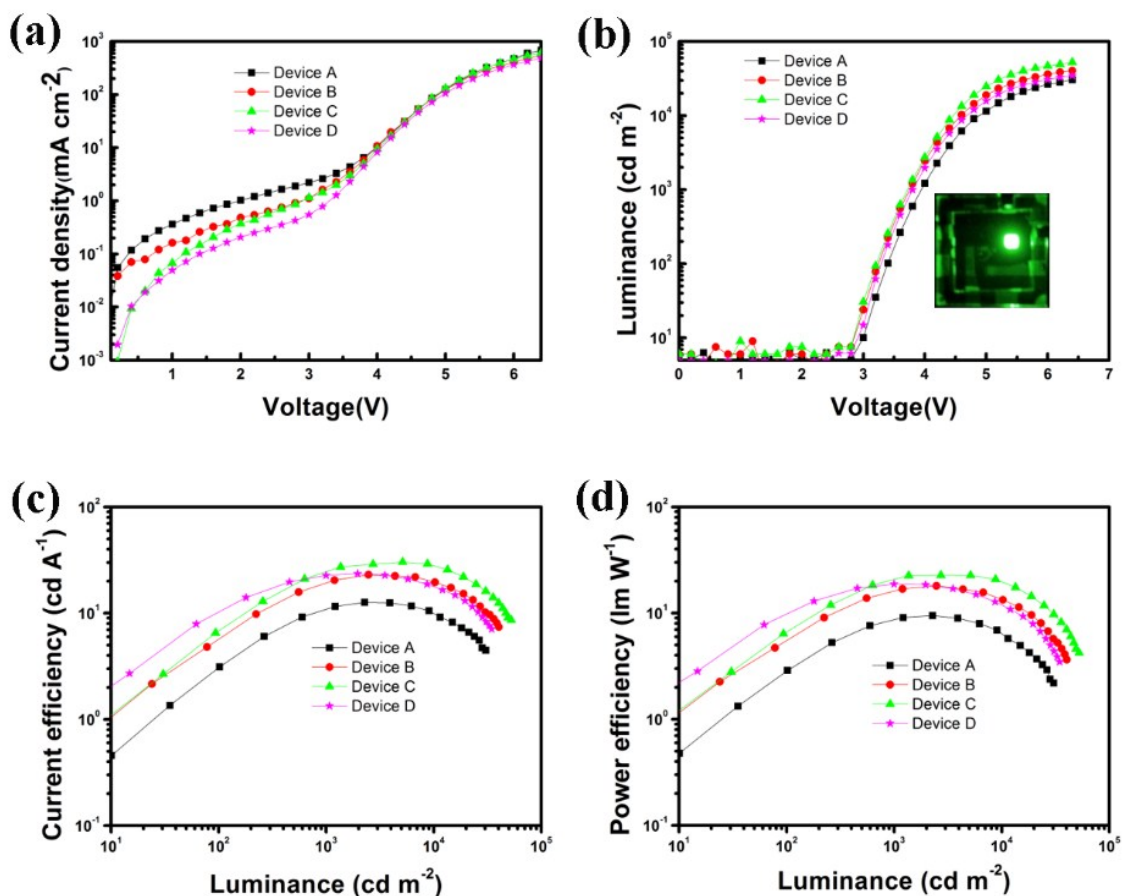 (a)
Current density(mA cm-2)
10^3
10^2
10^1
10^0
10^-1
10^-2
10^-3
Device A
Device B
Device C
Device D
1 2 3 4 5 6
Voltage(V)
(b)
Luminance (cd m-2)
10^5
10^4
10^3
10^2
10^1
Device A
Device B
Device C
Device D
0 1 2 3 4 5 6 7
Voltage(V)
(c)
Current efficiency (cd A-1)
10^2
10^1
10^0
10^-1
Device A
Device B
Device C
Device D
10^1 10^2 10^3 10^4 10^5
Luminance (cd m-2)
(d)
Power efficiency (lm W-1)
10^2
10^1
10^0
10^-1
Device A
Device B
Device C
Device D
10^1 10^2 10^3 10^4 10^5
Luminance (cd m-2)